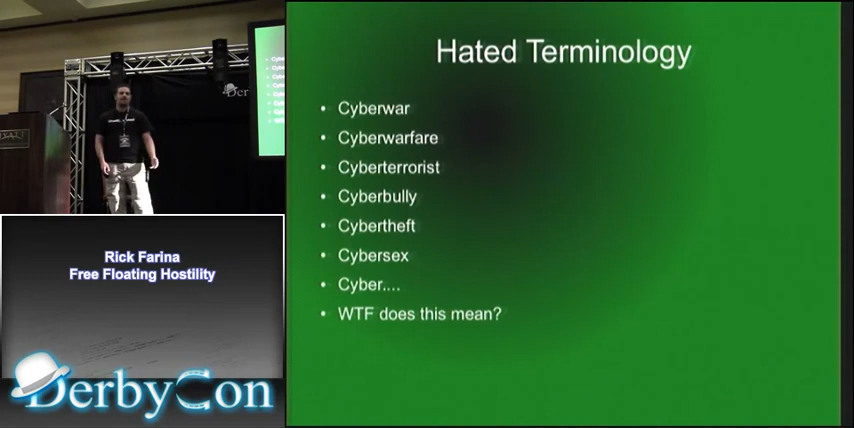 Hated Terminology
• Cyberwar
• Cyberwarfare
• Cyberterrorist
• Cyberbully
• Cybertheft
• Cybersex
• Cyber....
• WTF does this mean?
Rick Farina
Free Floating Hostility
DerbyCon